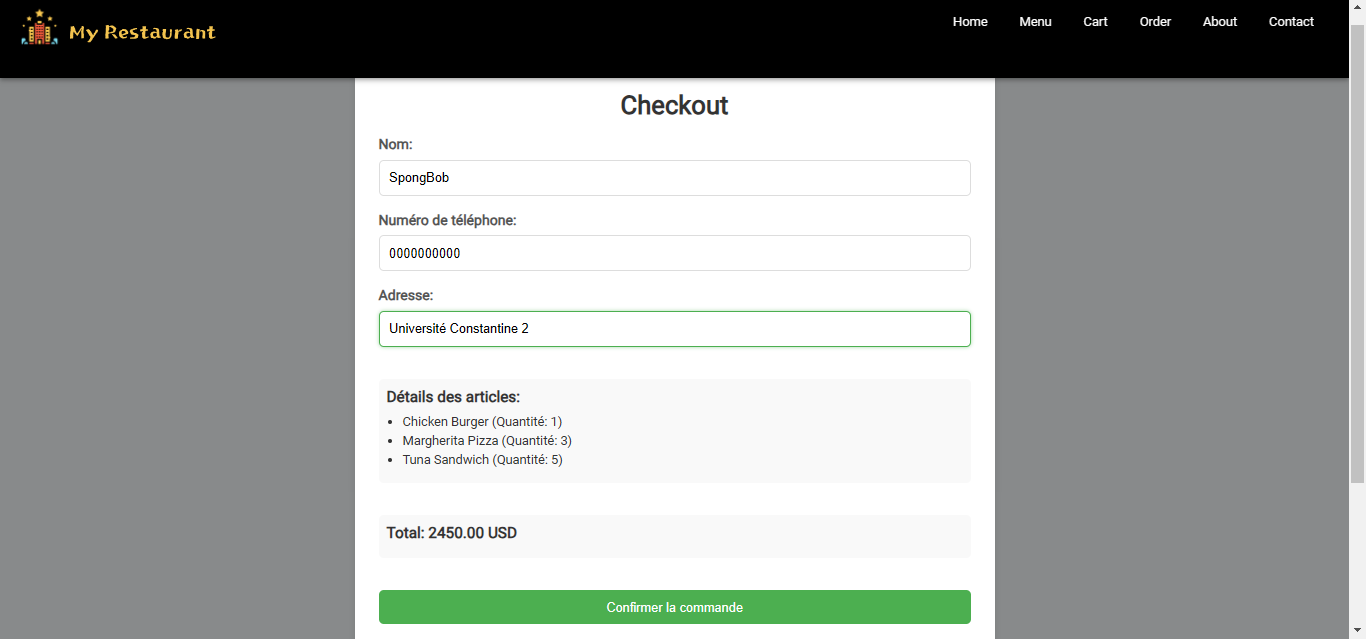 My Restaurant
Home Menu Cart Order About Contact
Checkout
Nom:
SpongBob
Numéro de téléphone:
0000000000
Adresse:
Université Constantine 2
Détails des articles:
Chicken Burger (Quantité: 1)
Margherita Pizza (Quantité: 3)
Tuna Sandwich (Quantité: 5)
Total: 2450.00 USD
Confirmer la commande